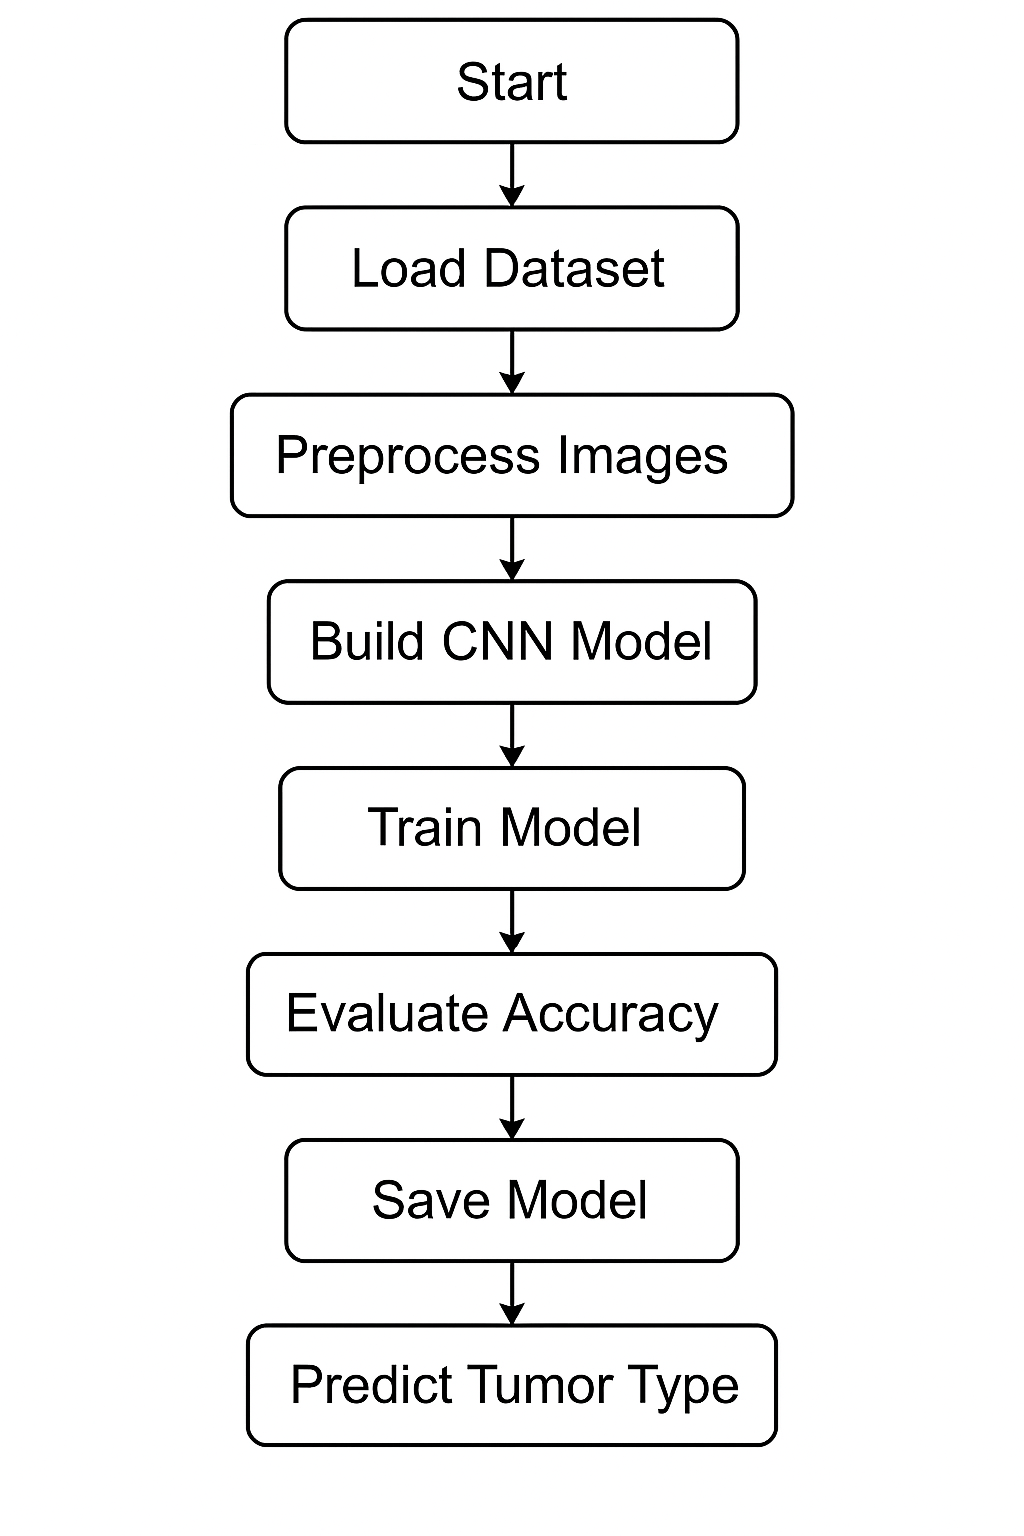 Start
Load Dataset
Preprocess Images
Build CNN Model
Train Model
Evaluate Accuracy
Save Model
Predict Tumor Type